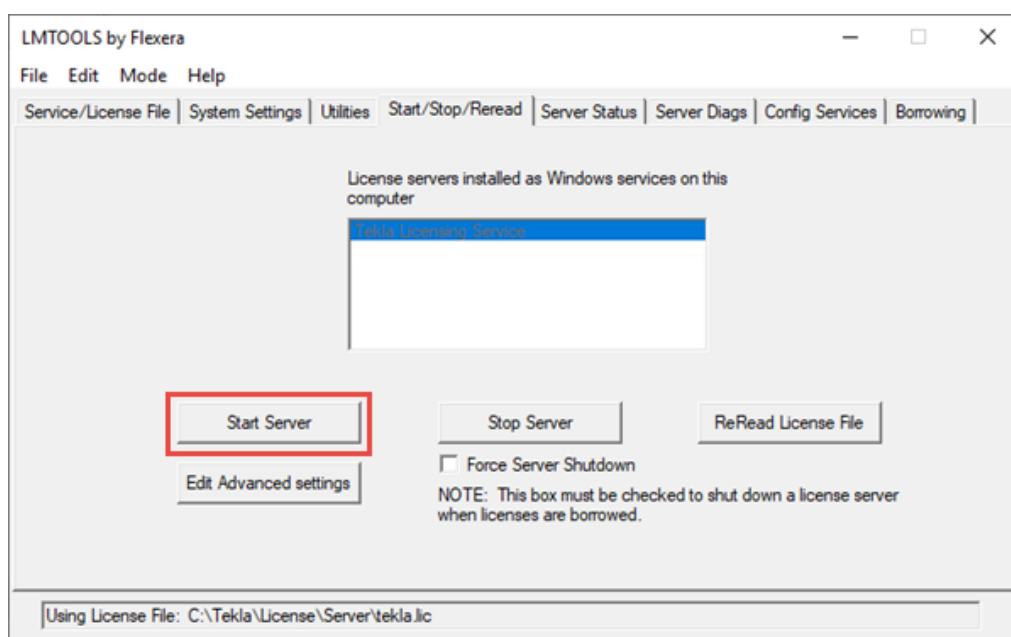 LMTOOLS by Flexera
File Edit Mode Help
Service/License File System Settings Utilities Start/Stop/Reread Server Status Server Diags Config Services Borrowing
License servers installed as Windows services on this
computer
Tekla Licensing Service
Start Server Stop Server ReRead License File
Edit Advanced settings
Force Server Shutdown
NOTE: This box must be checked to shut down a license server
when licenses are borrowed.
Using License File: C:\Tekla\License\Server\tekla.lic